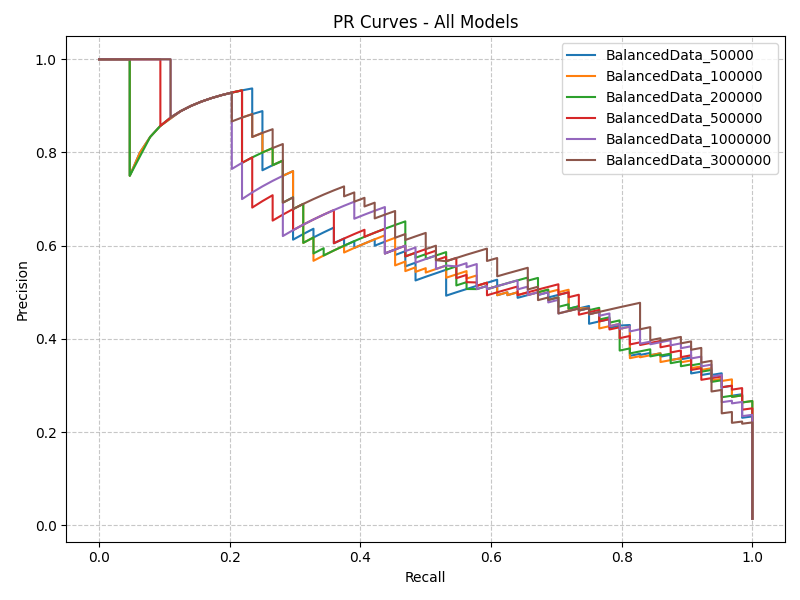 PR Curves - All Models
BalancedData_50000
BalancedData_100000
BalancedData_200000
BalancedData_500000
BalancedData_1000000
BalancedData_3000000
Precision
1.0
0.8
0.6
0.4
0.2
0.0
0.0 0.2 0.4 0.6 0.8 1.0
Recall